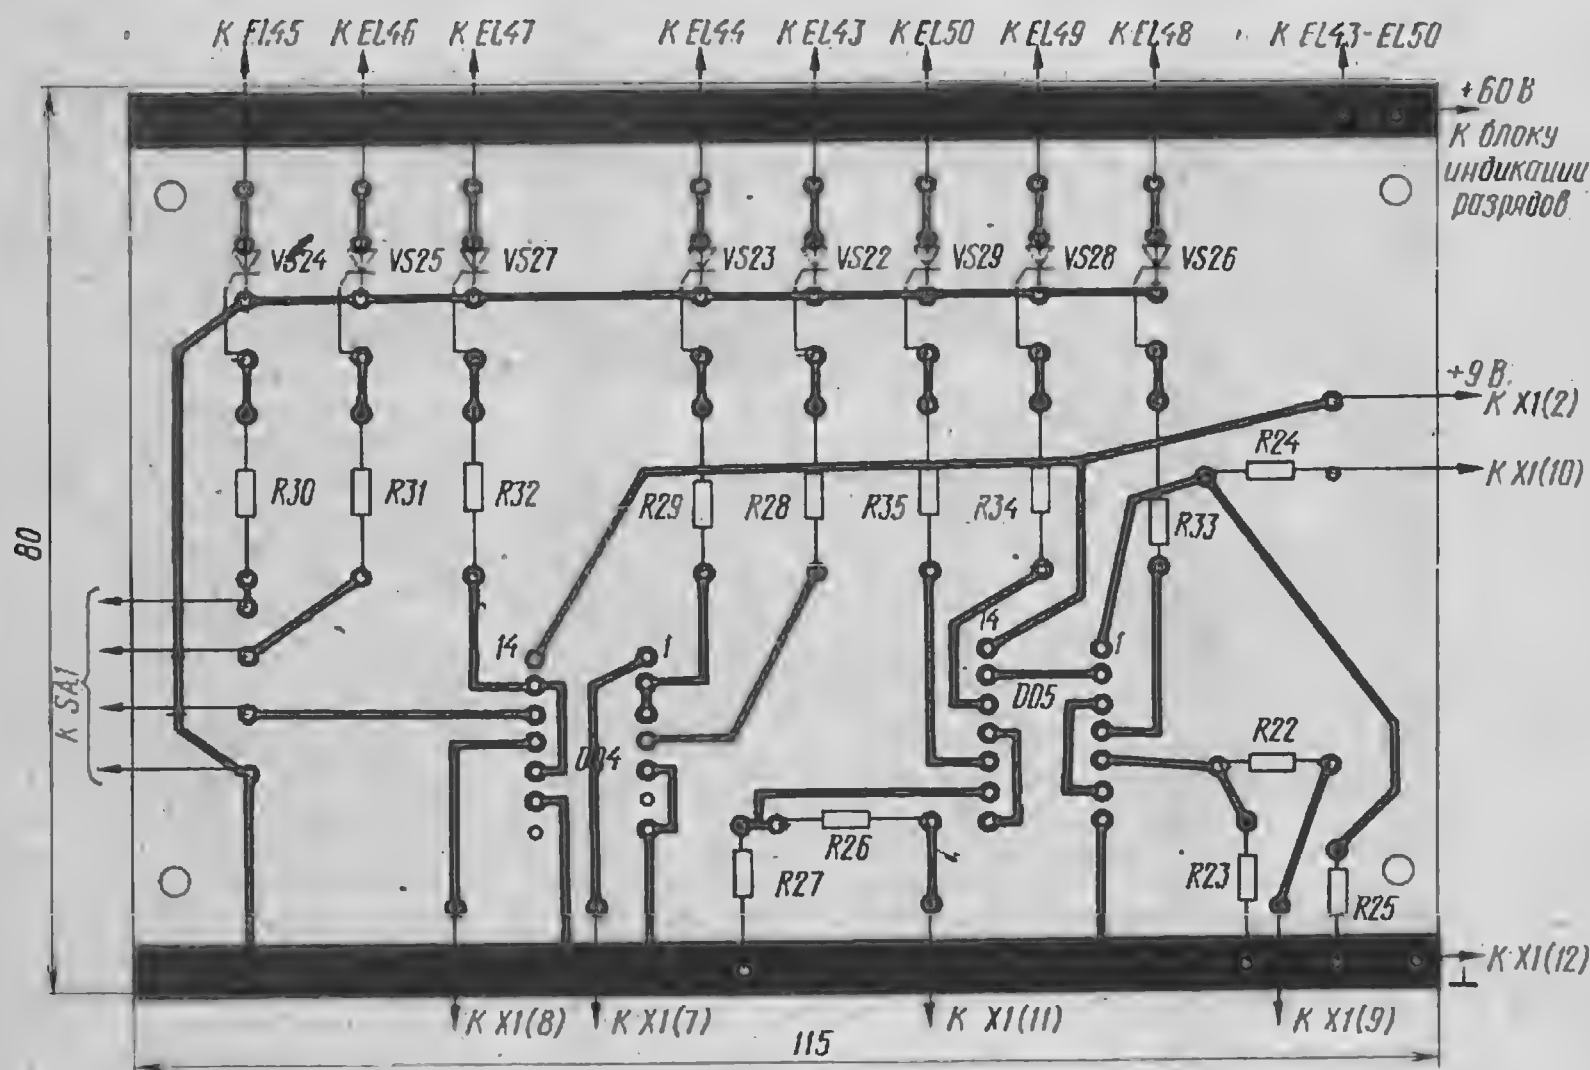 К EL45 К EL46 К EL47 К EL44 К EL43 К EL50 К EL49 К EL48 К EL43-EL50
+60 В
К блоку
индикации
разрядов
VS24 VS25 VS27 VS23 VS22 VS29 VS28 VS26
+9 В.
К X1(2)
R24
К X1(10)
R30 R31 R32 R29 R28 R35 R34 R33
80
14 1 14 1
К SA1
DD5
DD4
R22
R26
R27 R23 R25
К X1(12)
К X1(8) К X1(7) К X1(11) К X1(9)
115